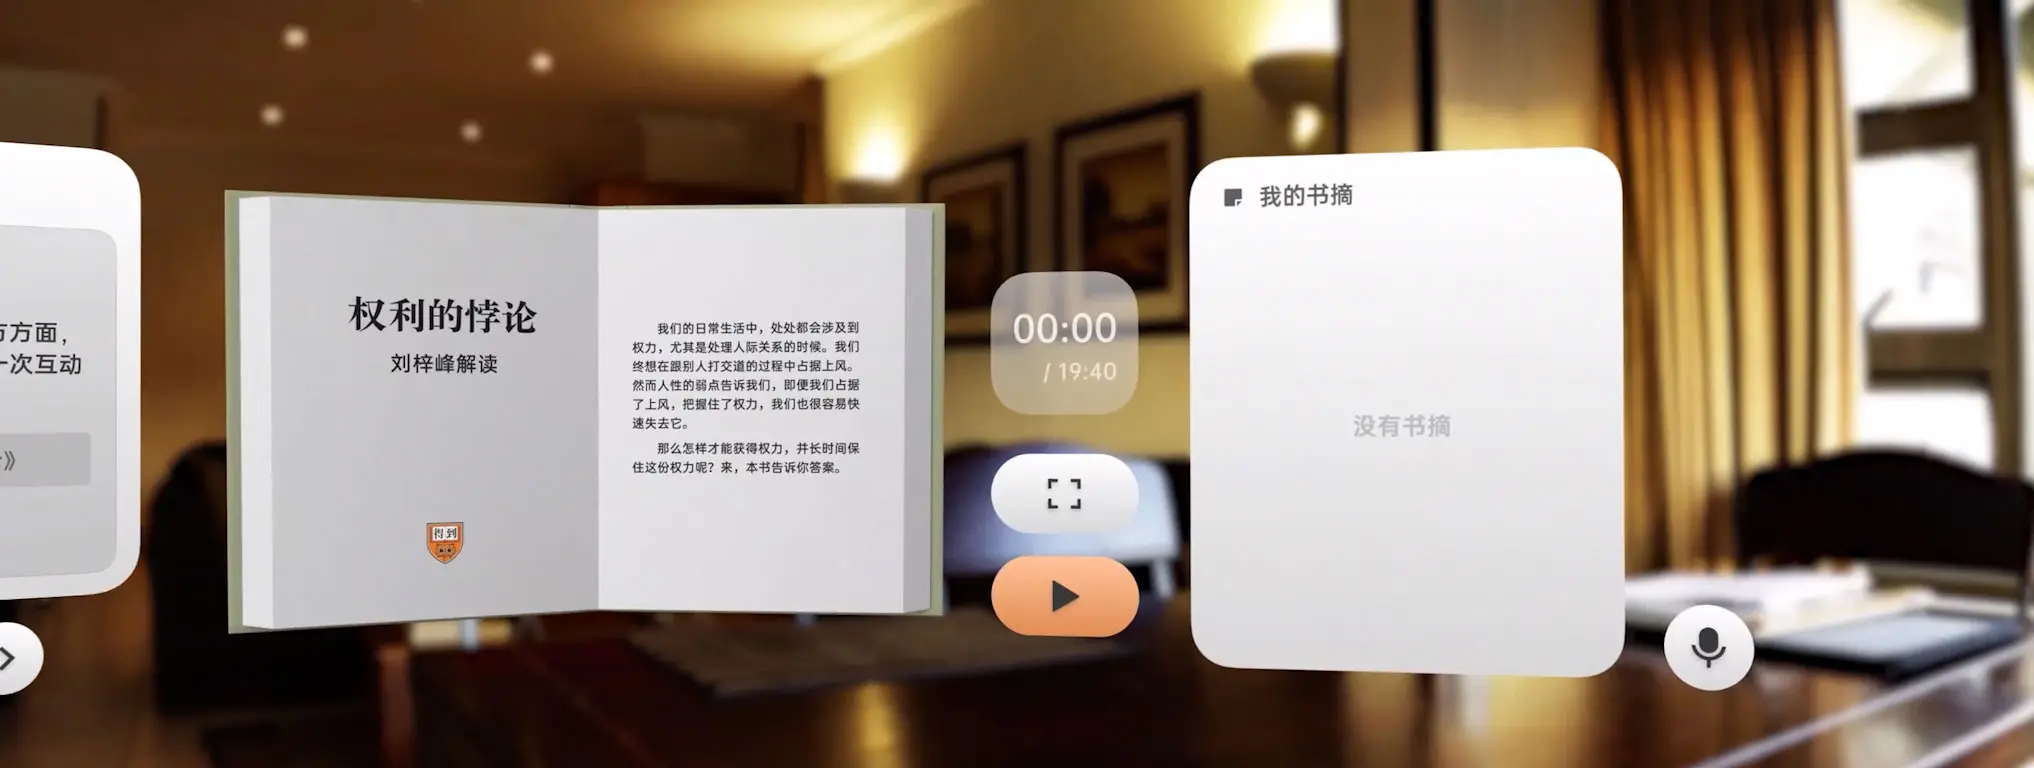 方面，
一次互动
》
权利的悖论
刘梓峰解读
得到
我们的日常生活中，处处都会涉及到
权力，尤其是处理人际关系的时候。我们
终想在跟别人打交道的过程中占据上风。
然而人性的弱点告诉我们，即便我们占据
了上风，把握住了权力，我们也很容易快
速失去它。
那么怎样才能获得权力，并长时间保
住这份权力呢？来，本书告诉你答案。
00:00
/ 19:40
我的书摘
没有书摘